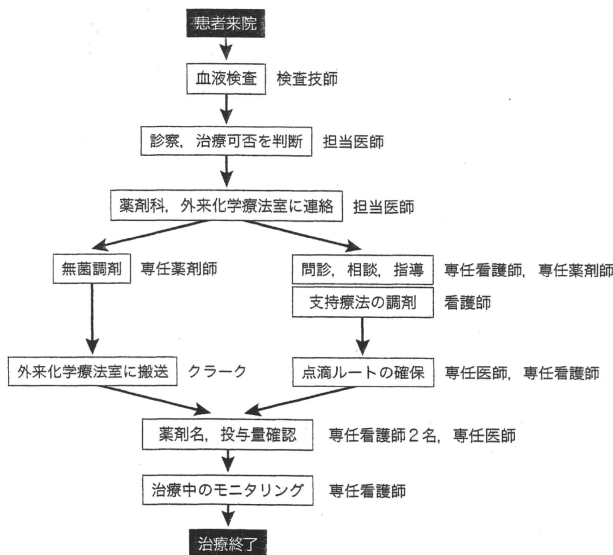 患者来院
血液検査 検査技師
診察，治療可否を判断 担当医師
薬剤科，外来化学療法室に連絡 担当医師
無菌調剤 専任薬剤師
問診，相談，指導 専任看護師，専任薬剤師
支持療法の調剤 看護師
外来化学療法室に搬送 クラーク
点滴ルートの確保 専任医師，専任看護師
薬剤名，投与量確認 専任看護師２名，専任医師
治療中のモニタリング 専任看護師
治療終了